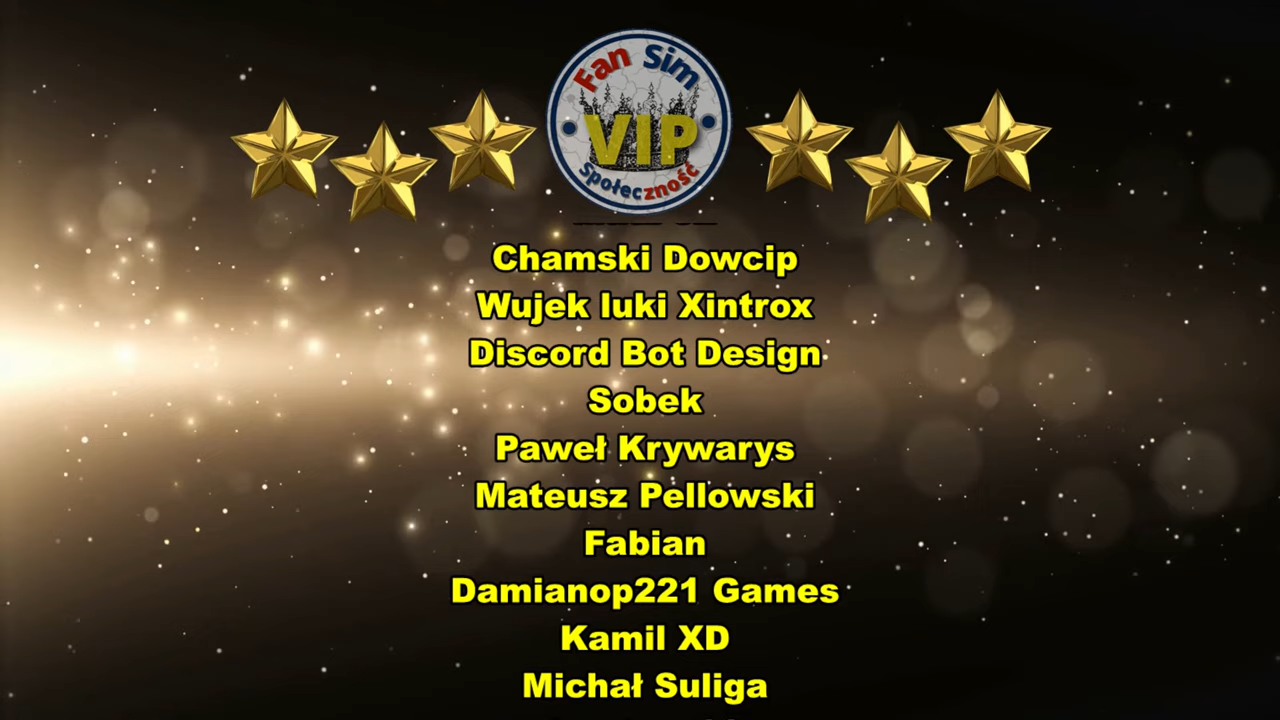 Fan Sim
VIP
Społeczność
Chamski Dowcip
Wujek luki Xintrox
Discord Bot Design
Sobek
Paweł Krywarys
Mateusz Pellowski
Fabian
Damianop221 Games
Kamil XD
Michał Suliga